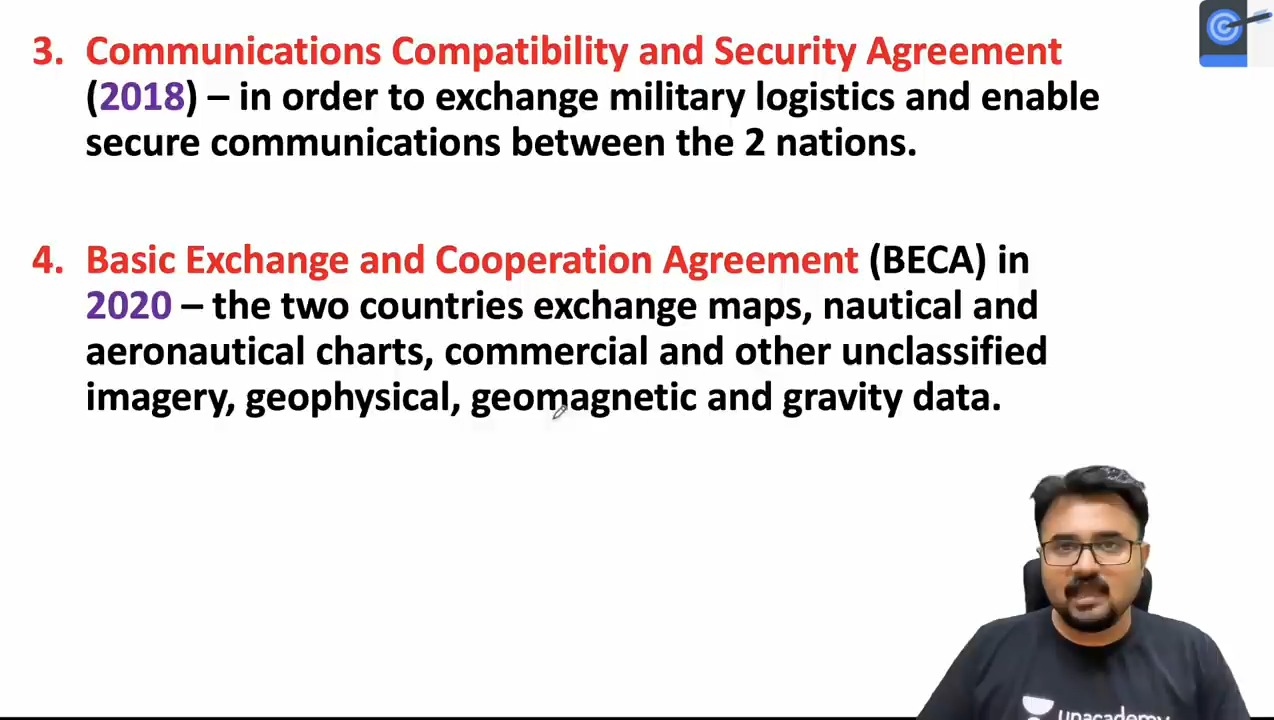 3. Communications Compatibility and Security Agreement
(2018) – in order to exchange military logistics and enable
secure communications between the 2 nations.
4. Basic Exchange and Cooperation Agreement (BECA) in
2020 – the two countries exchange maps, nautical and
aeronautical charts, commercial and other unclassified
imagery, geophysical, geomagnetic and gravity data.
unacademy